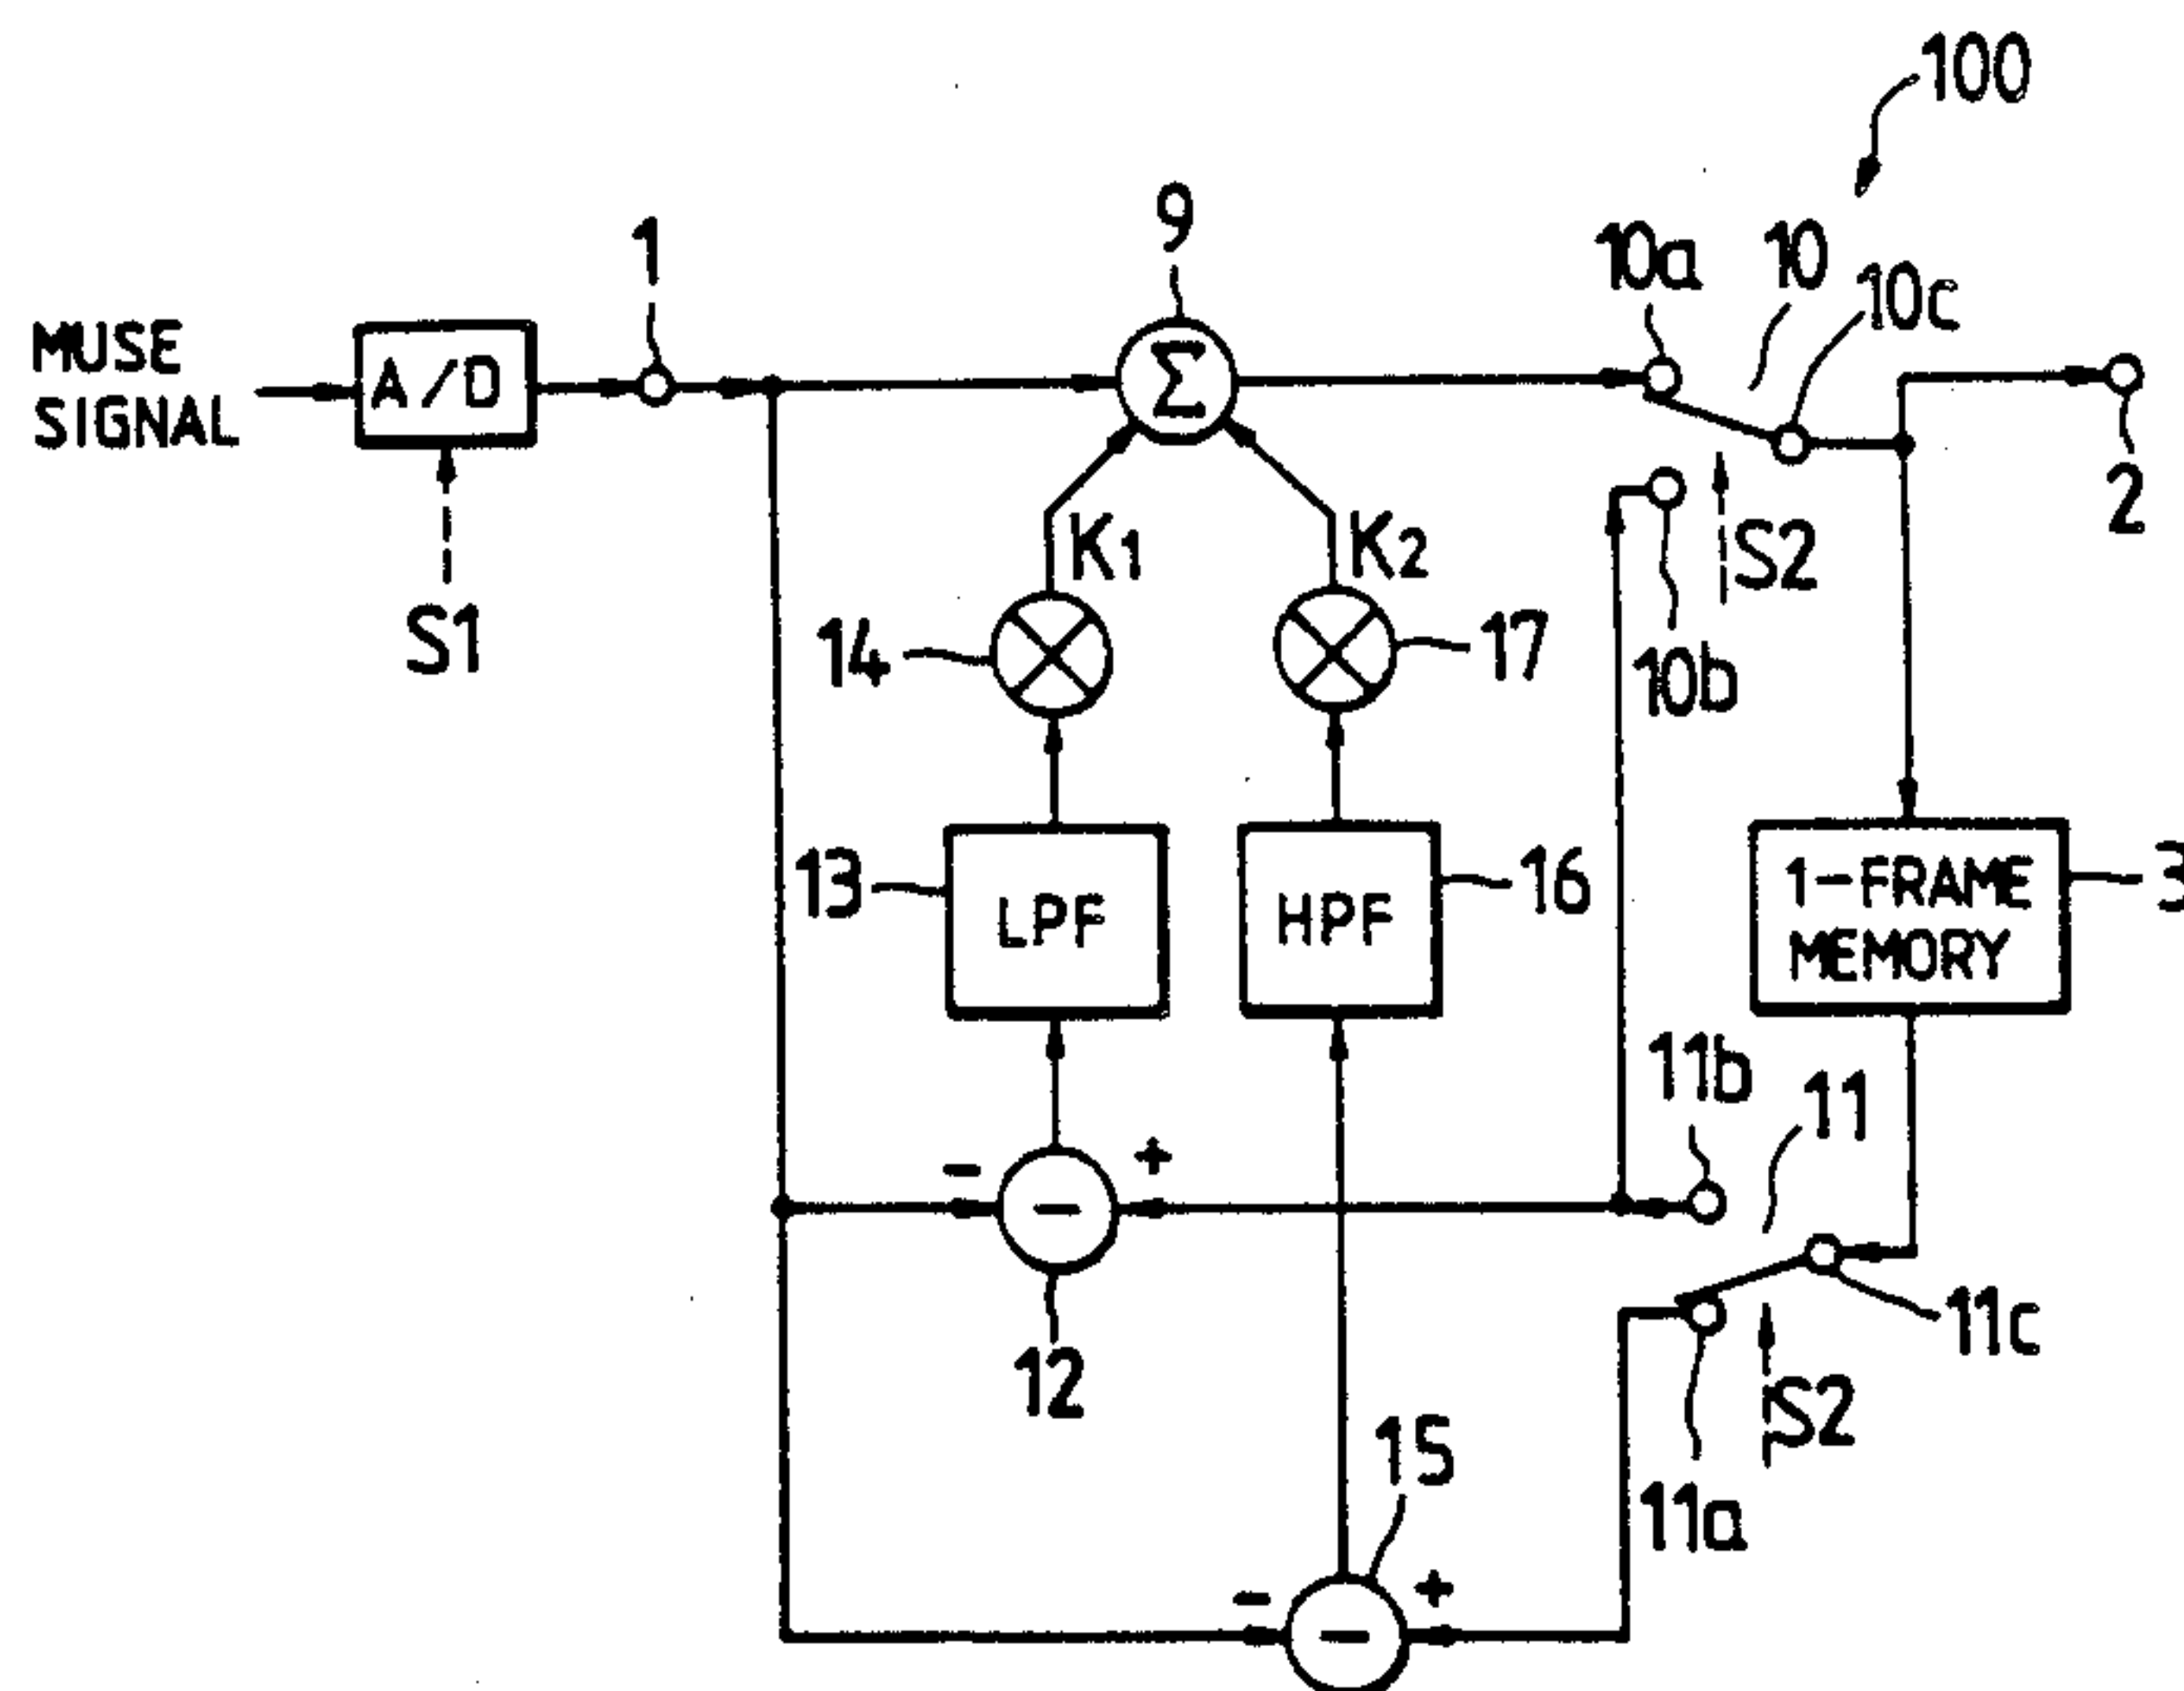 100
9
1
10a
10
10c
MUSE
SIGNAL
A/D
Σ
2
K1
K2
S2
S1
14
17
10b
13
LPF
HPF
16
1-FRAME
MEMORY
3
11b
11
-
+
-
12
11c
S2
11a
15
-
+
-